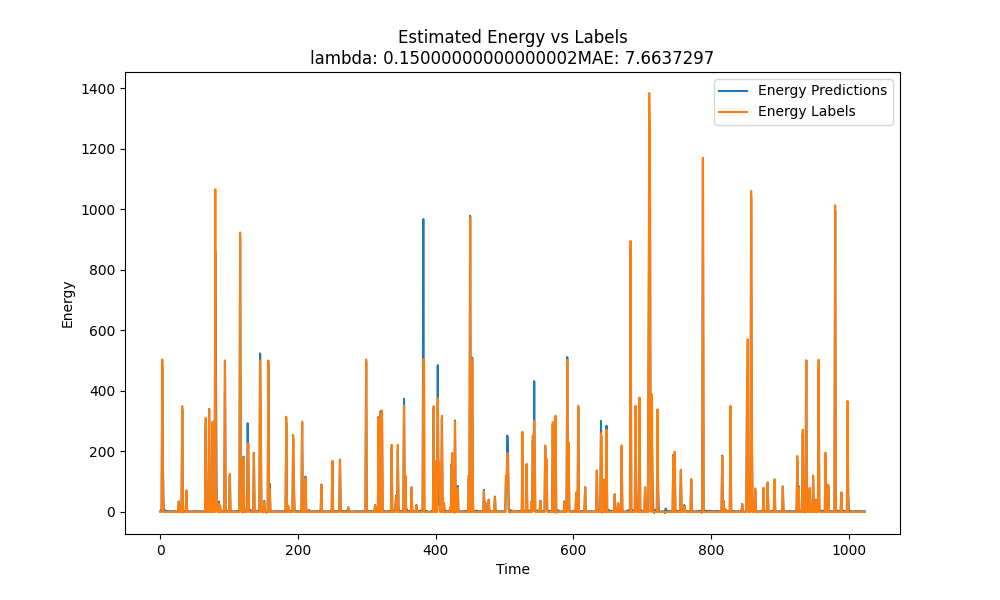 Estimated Energy vs Labels
lambda: 0.15000000000000002MAE: 7.6637297
Energy Predictions
Energy Labels
Energy
1400
1200
1000
800
600
400
200
0
0 200 400 600 800 1000
Time